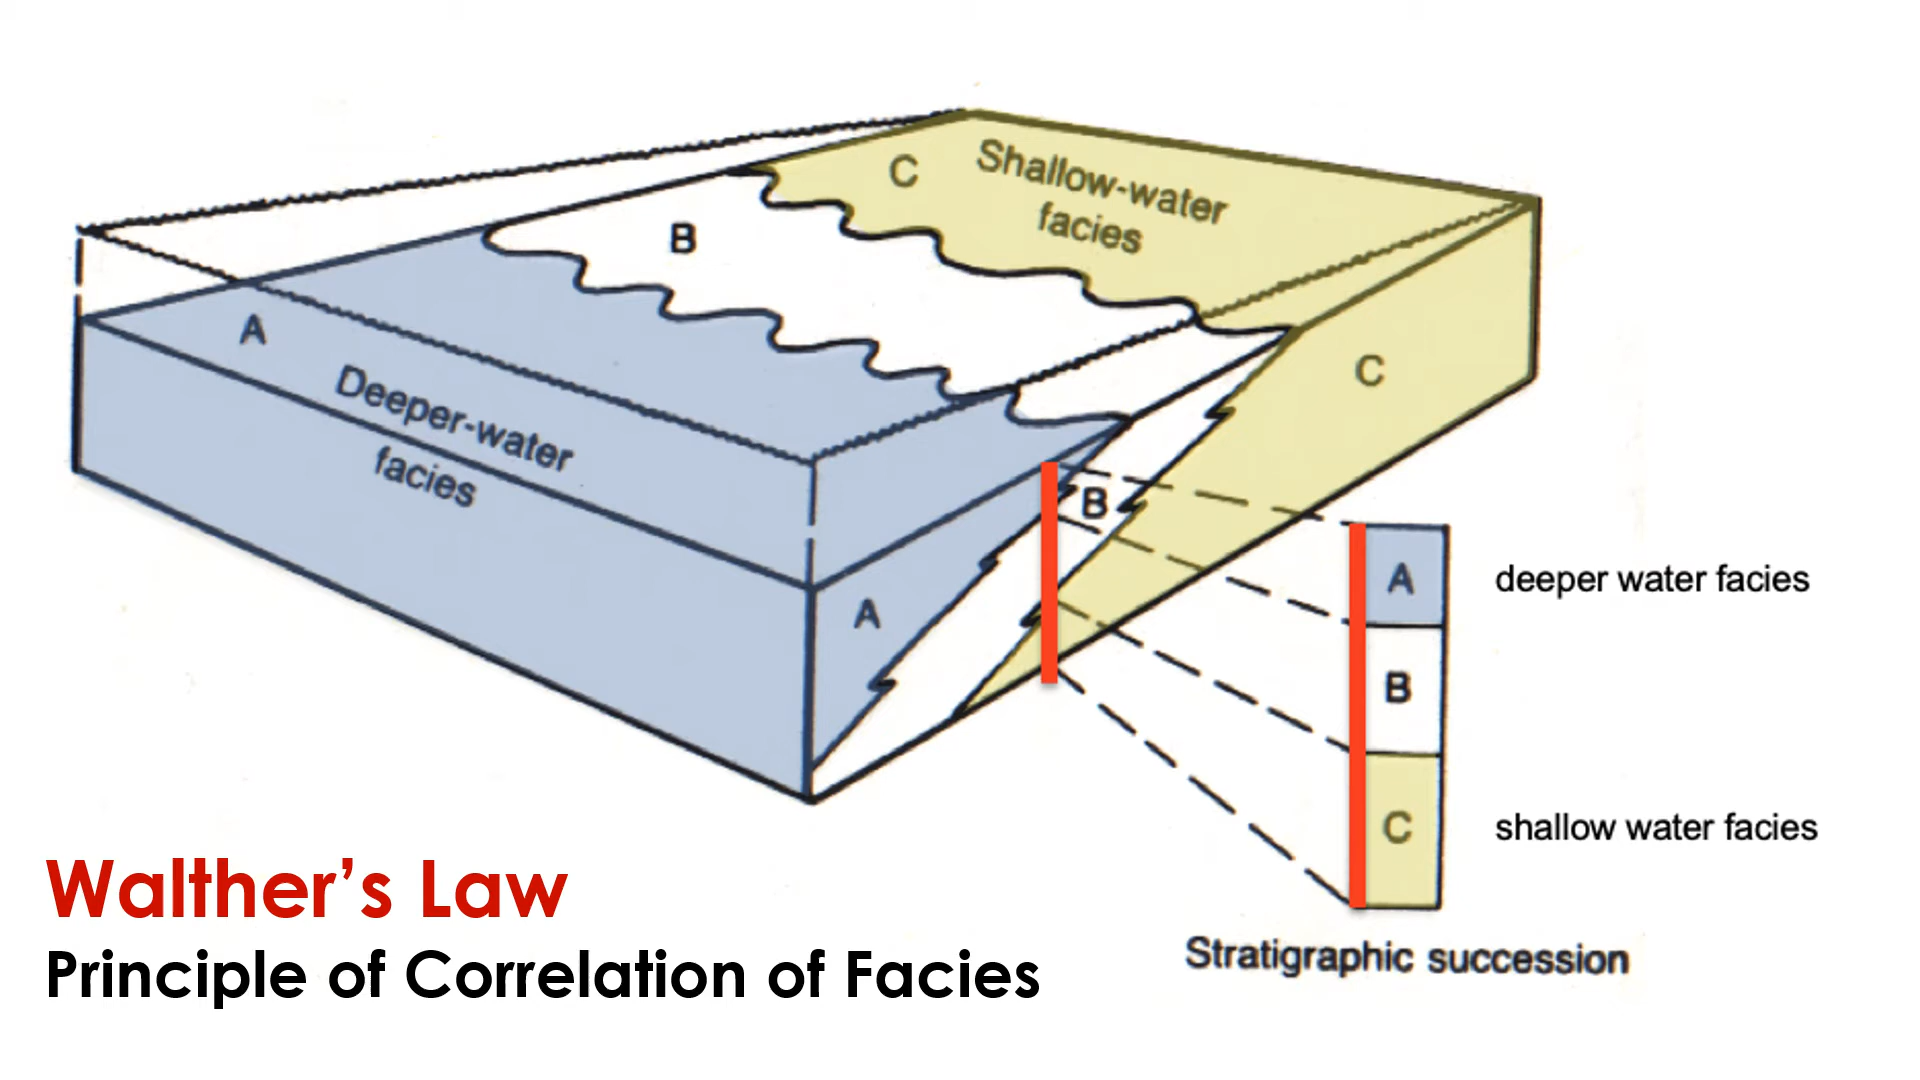 C
Shallow-water
facies
B
A
Deeper-water
facies
C
B
A
A
deeper water facies
B
C
shallow water facies
Stratigraphic succession
Walther’s Law
Principle of Correlation of Facies